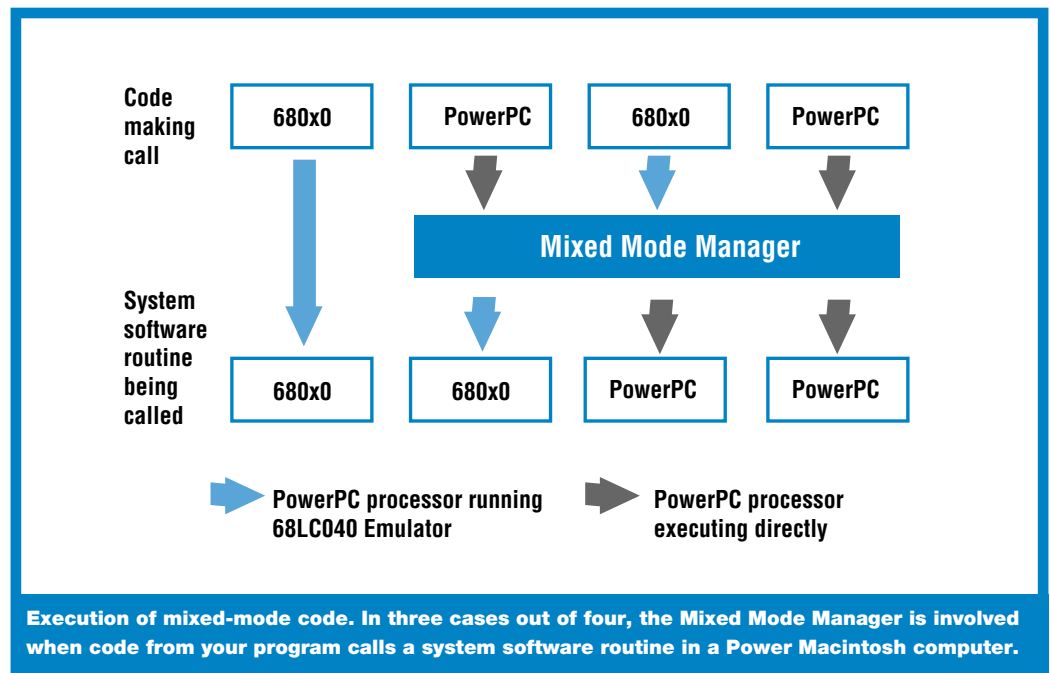 Code
making
call
680x0
PowerPC
680x0
PowerPC
Mixed Mode Manager
System
software
routine
being
called
680x0
680x0
PowerPC
PowerPC
PowerPC processor running
68LC040 Emulator
PowerPC processor
executing directly
Execution of mixed-mode code. In three cases out of four, the Mixed Mode Manager is involved
when code from your program calls a system software routine in a Power Macintosh computer.